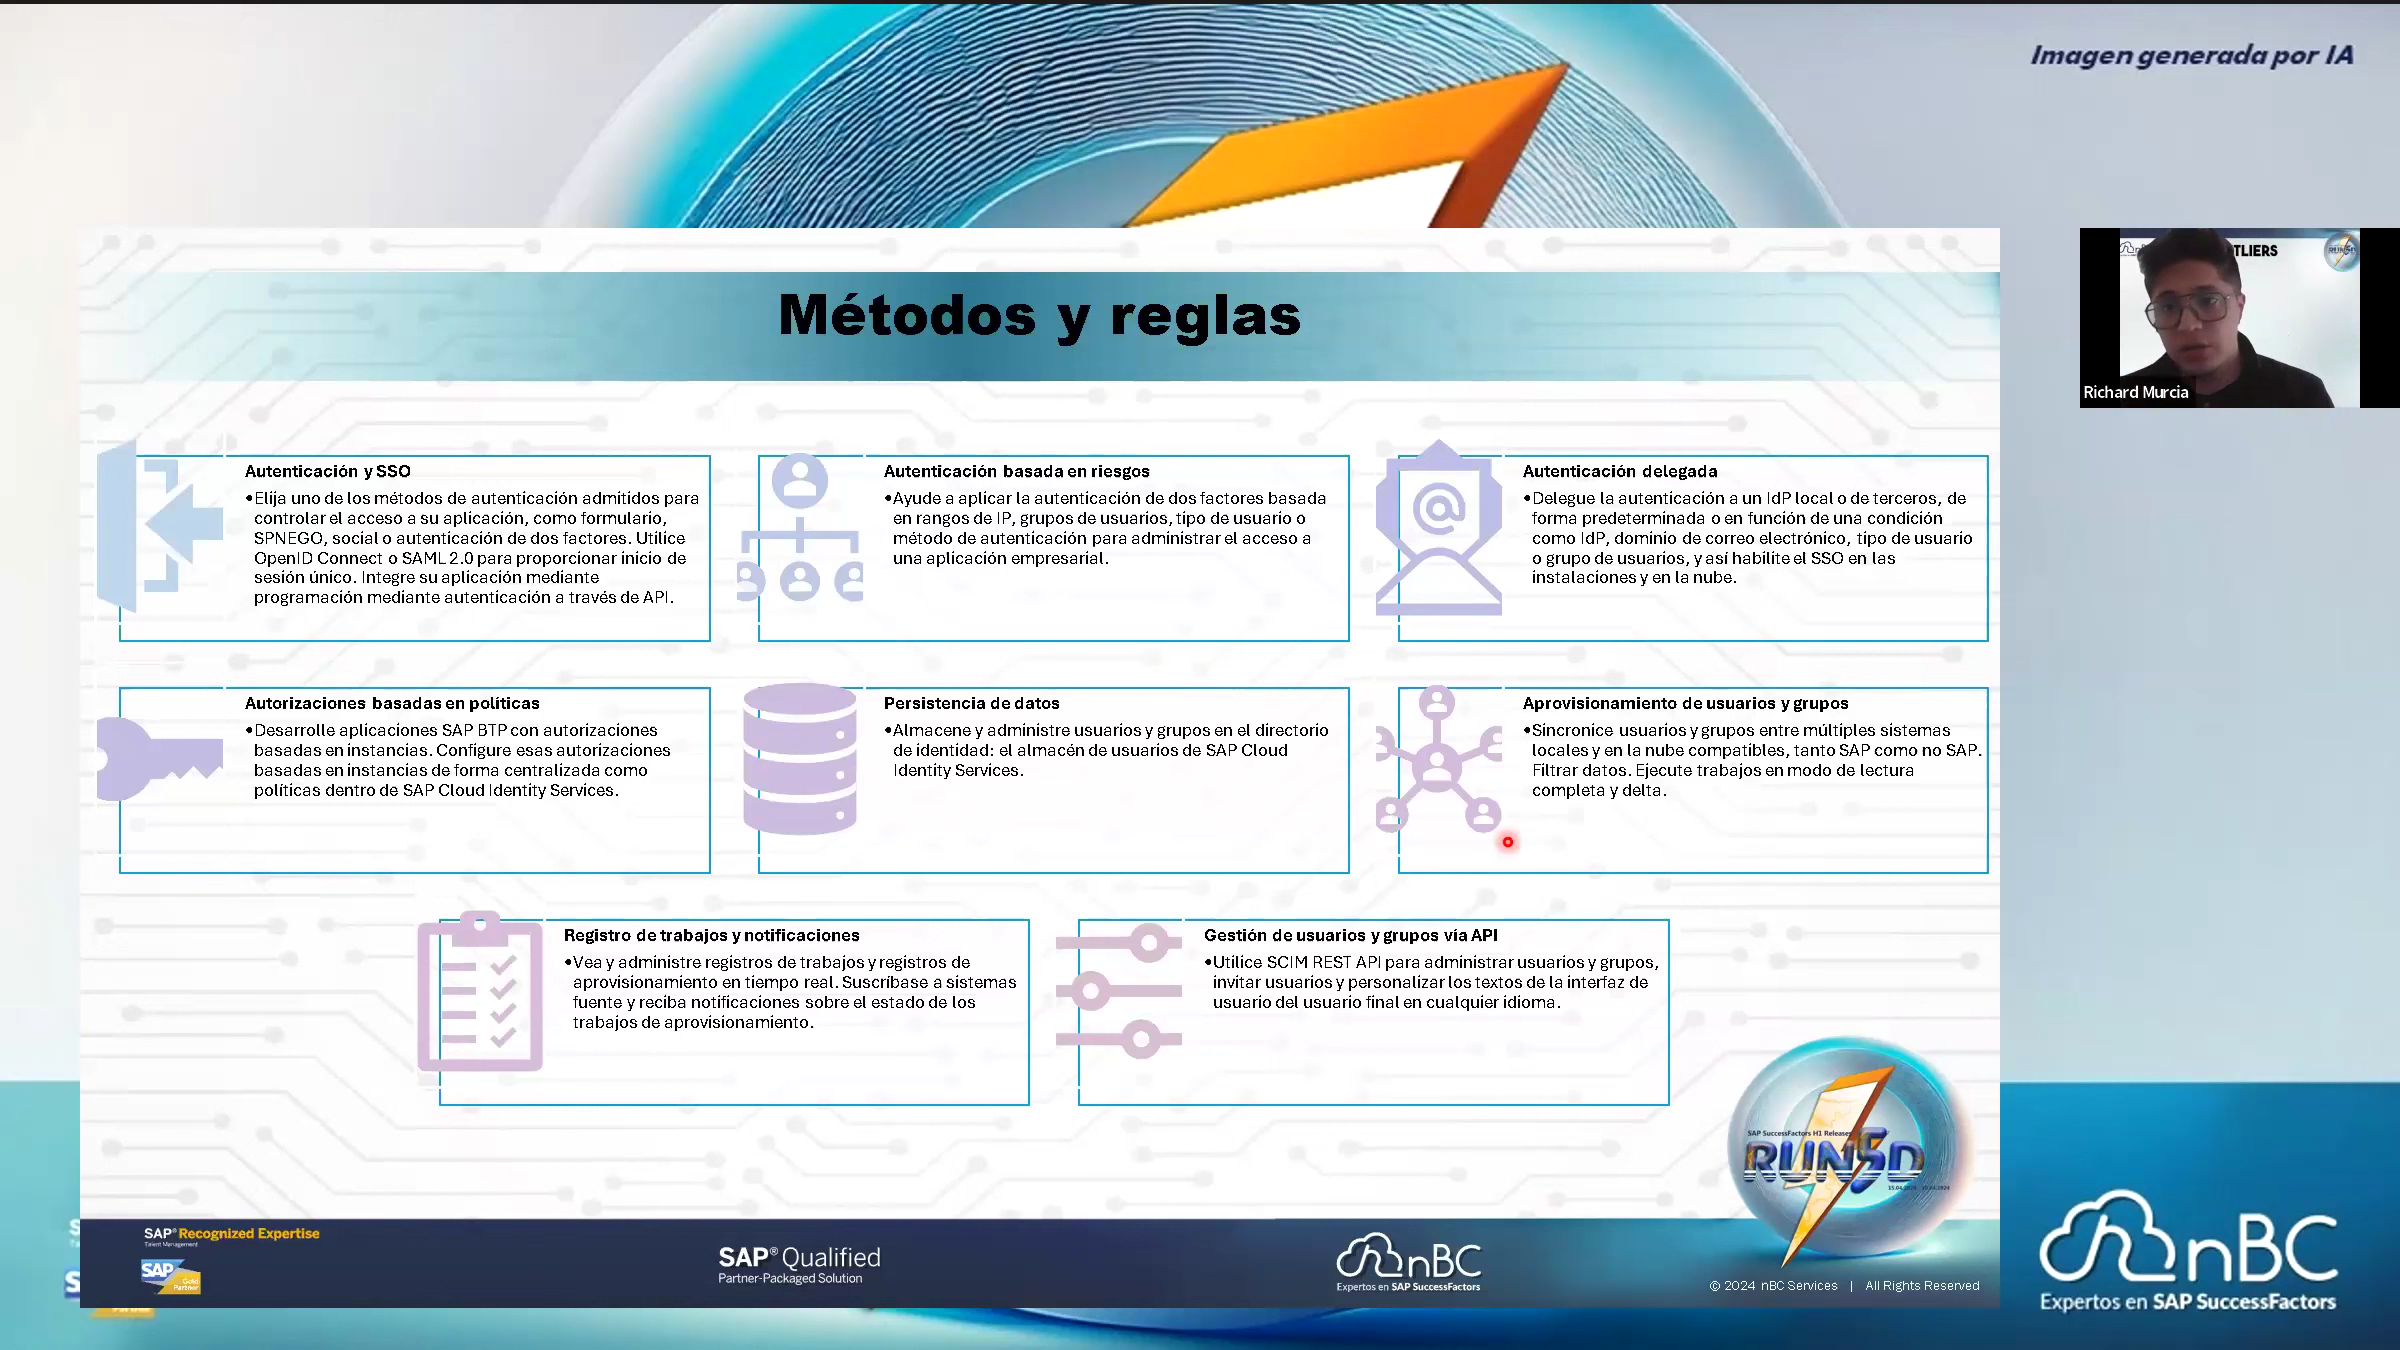 Imagen generada por IA
TLIERS
Richard Murcia
Métodos y reglas
Autenticación y SSO
•Elija uno de los métodos de autenticación admitidos para
controlar el acceso a su aplicación, como formulario,
SPNEGO, social o autenticación de dos factores. Utilice
OpenID Connect o SAML 2.0 para proporcionar inicio de
sesión único. Integre su aplicación mediante
programación mediante autenticación a través de API.
Autenticación basada en riesgos
•Ayude a aplicar la autenticación de dos factores basada
en rangos de IP, grupos de usuarios, tipo de usuario o
método de autenticación para administrar el acceso a
una aplicación empresarial.
Autenticación delegada
•Delegue la autenticación a un IdP local o de terceros, de
forma predeterminada o en función de una condición
como IdP, dominio de correo electrónico, tipo de usuario
o grupo de usuarios, y así habilite el SSO en las
instalaciones y en la nube.
Autorizaciones basadas en políticas
•Desarrolle aplicaciones SAP BTP con autorizaciones
basadas en instancias. Configure esas autorizaciones
basadas en instancias de forma centralizada como
políticas dentro de SAP Cloud Identity Services.
Persistencia de datos
•Almacene y administre usuarios y grupos en el directorio
de identidad: el almacén de usuarios de SAP Cloud
Identity Services.
Aprovisionamiento de usuarios y grupos
•Sincronice usuarios y grupos entre múltiples sistemas
locales y en la nube compatibles, tanto SAP como no SAP.
Filtrar datos. Ejecute trabajos en modo de lectura
completa y delta.
Registro de trabajos y notificaciones
•Vea y administre registros de trabajos y registros de
aprovisionamiento en tiempo real. Suscríbase a sistemas
fuente y reciba notificaciones sobre el estado de los
trabajos de aprovisionamiento.
Gestión de usuarios y grupos vía API
•Utilice SCIM REST API para administrar usuarios y grupos,
invitar usuarios y personalizar los textos de la interfaz de
usuario del usuario final en cualquier idioma.
SAP SuccessFactors H1 Release
RUN5D
SAP® Recognized Expertise
Talent Management
SAP
Gold
Partner
SAP® Qualified
Partner-Packaged Solution
nBC
Expertos en SAP SuccessFactors
© 2024 nBC Services | All Rights Reserved
nBC
Expertos en SAP SuccessFactors